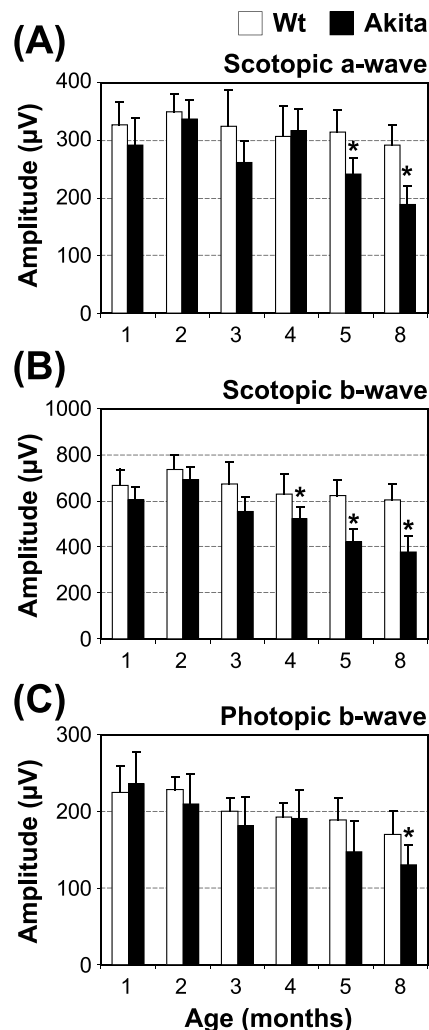 Wt Akita
(A)
Scotopic a-wave
Amplitude (µV)
400
300
200
100
0
* *
1 2 3 4 5 8
(B)
Scotopic b-wave
Amplitude (µV)
1000
800
600
400
200
0
* * *
1 2 3 4 5 8
(C)
Photopic b-wave
Amplitude (µV)
300
200
100
0
*
1 2 3 4 5 8
Age (months)